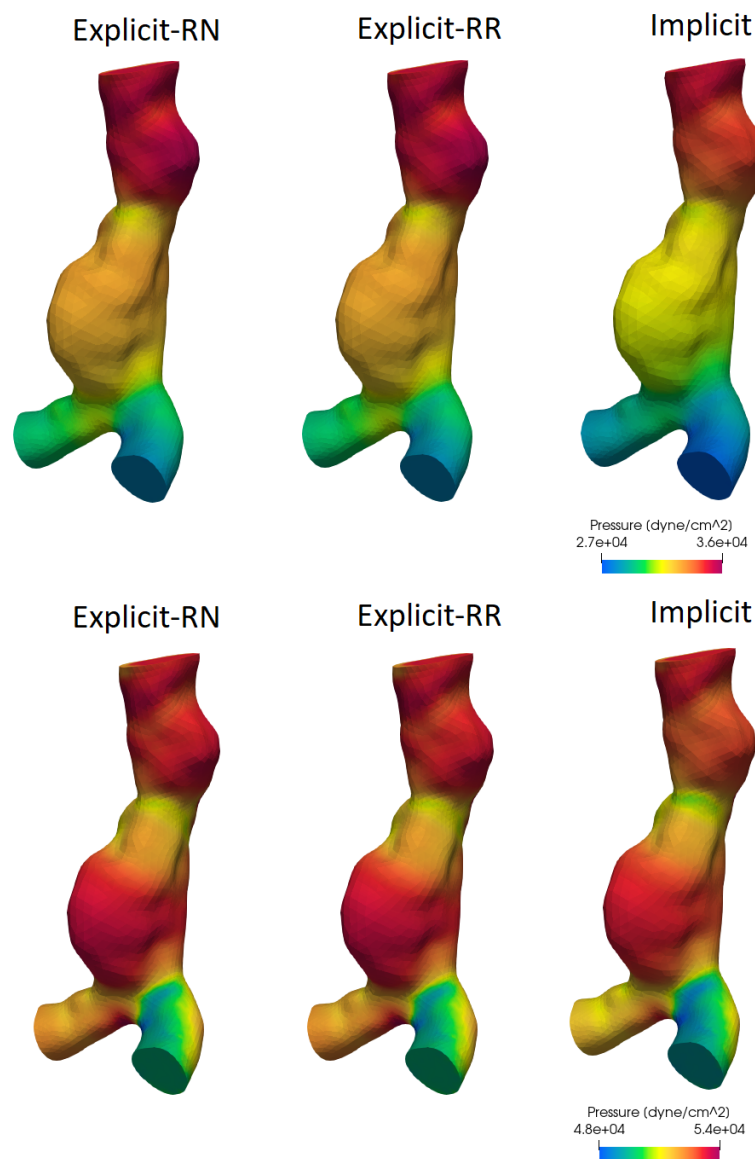 Explicit-RN Explicit-RR Implicit
Pressure (dyne/cm^2)
2.7e+04 3.6e+04
Explicit-RN Explicit-RR Implicit
Pressure (dyne/cm^2)
4.8e+04 5.4e+04